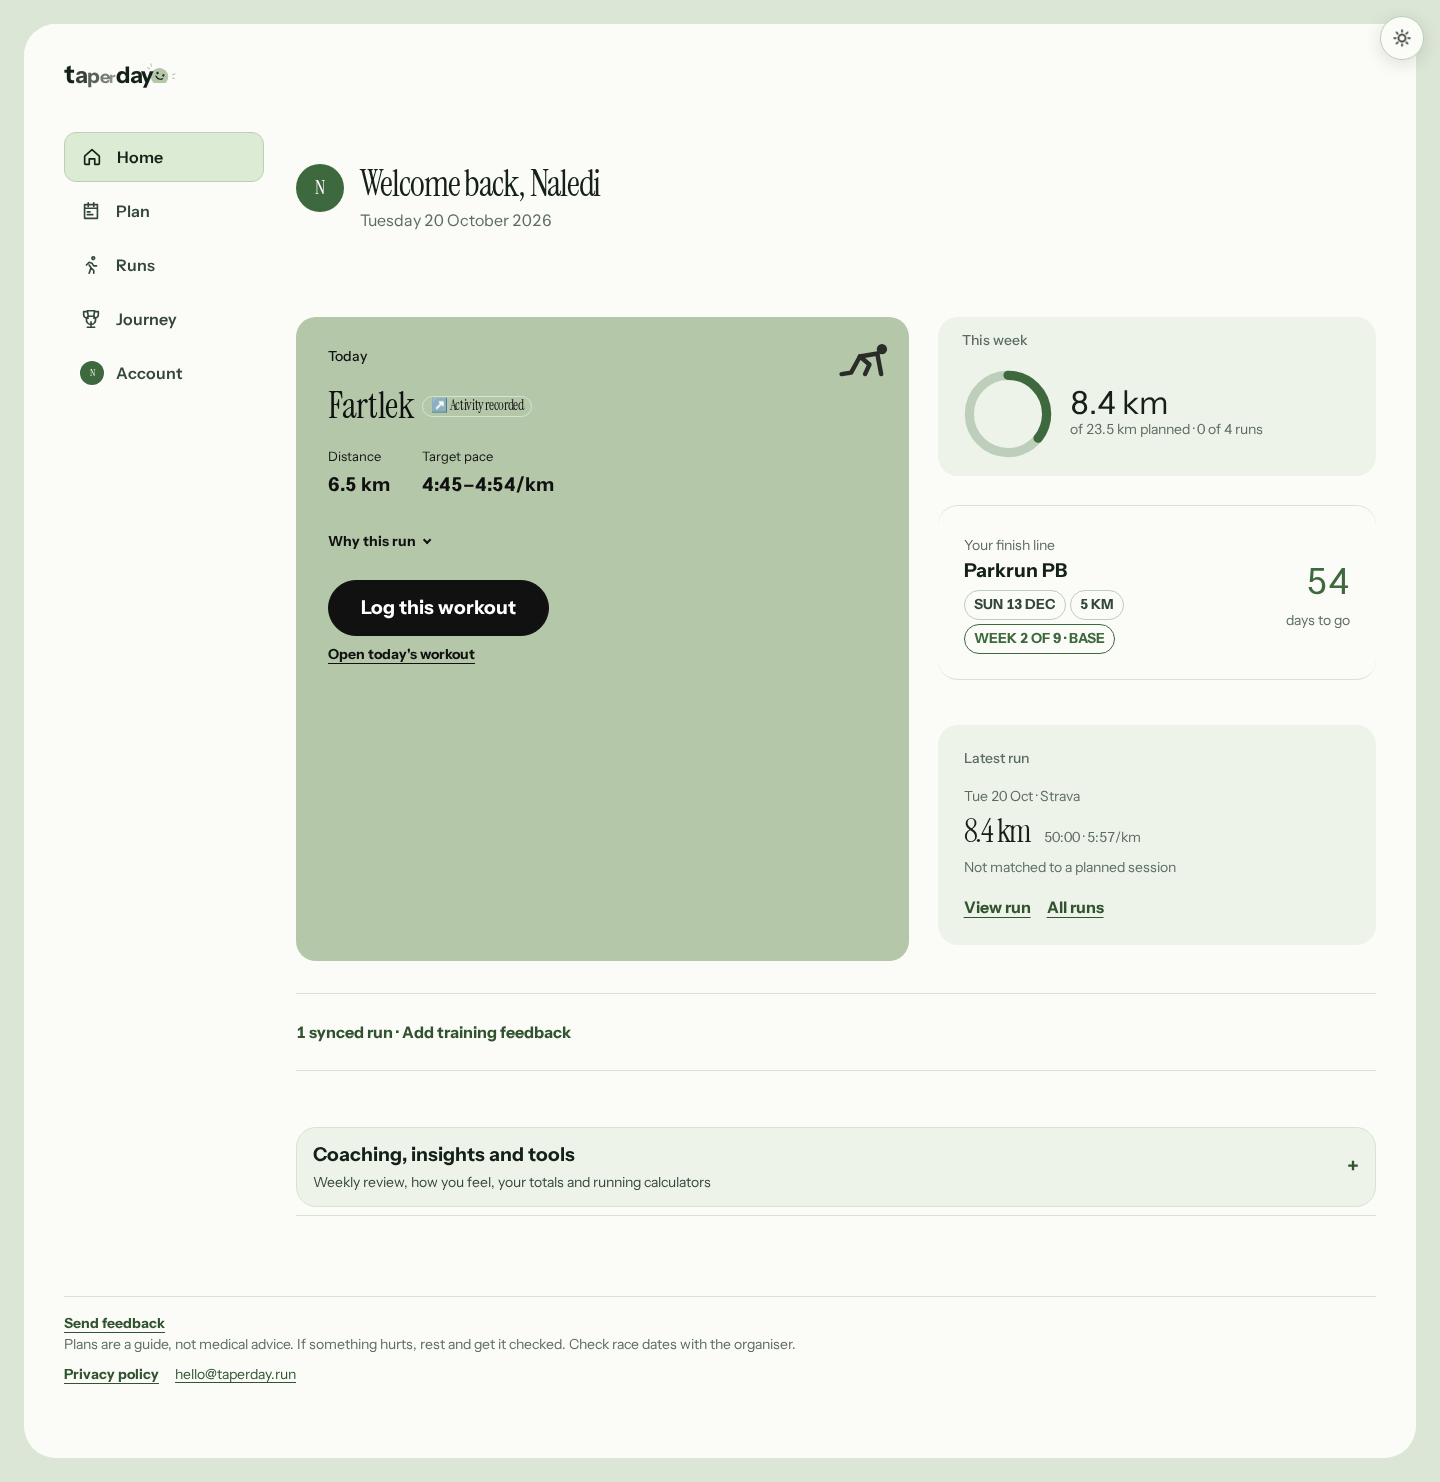 taperday
Home
Plan
Runs
Journey
N Account
N
Welcome back, Naledi
Tuesday 20 October 2026
Today
Fartlek ↗ Activity recorded
Distance Target pace
6.5 km 4:45–4:54/km
Why this run
Log this workout
Open today's workout
This week
8.4 km
of 23.5 km planned · 0 of 4 runs
Your finish line
Parkrun PB
SUN 13 DEC 5 KM
WEEK 2 OF 9 · BASE
54
days to go
Latest run
Tue 20 Oct · Strava
8.4 km 50:00 · 5:57/km
Not matched to a planned session
View run All runs
1 synced run · Add training feedback
Coaching, insights and tools
Weekly review, how you feel, your totals and running calculators
+
Send feedback
Plans are a guide, not medical advice. If something hurts, rest and get it checked. Check race dates with the organiser.
Privacy policy hello@taperday.run